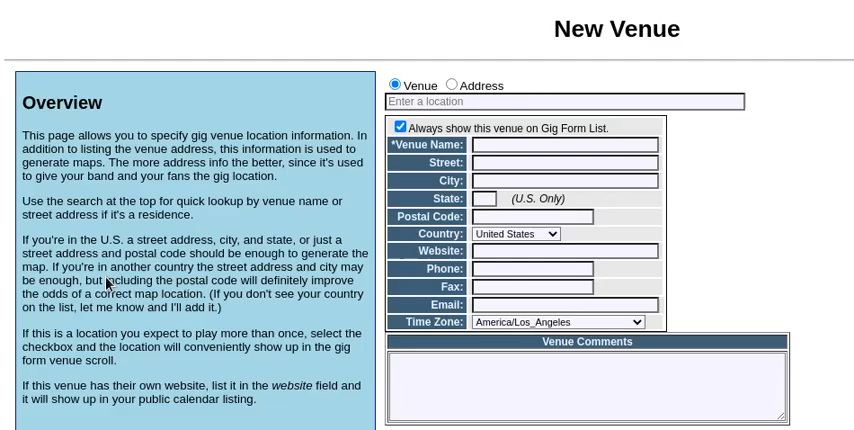 New Venue
Overview
This page allows you to specify gig venue location information. In
addition to listing the venue address, this information is used to
generate maps. The more address info the better, since it's used
to give your band and your fans the gig location.
Use the search at the top for quick lookup by venue name or
street address if it's a residence.
If you're in the U.S. a street address, city, and state, or just a
street address and postal code should be enough to generate the
map. If you're in another country the street address and city may
be enough, but including the postal code will definitely improve
the odds of a correct map location. (If you don't see your country
on the list, let me know and I'll add it.)
If this is a location you expect to play more than once, select the
checkbox and the location will conveniently show up in the gig
form venue scroll.
If this venue has their own website, list it in the website field and
it will show up in your public calendar listing.
Venue Address
Enter a location
Always show this venue on Gig Form List.
*Venue Name:
Street:
City:
State: (U.S. Only)
Postal Code:
Country: United States
Website:
Phone:
Fax:
Email:
Time Zone: America/Los_Angeles
Venue Comments